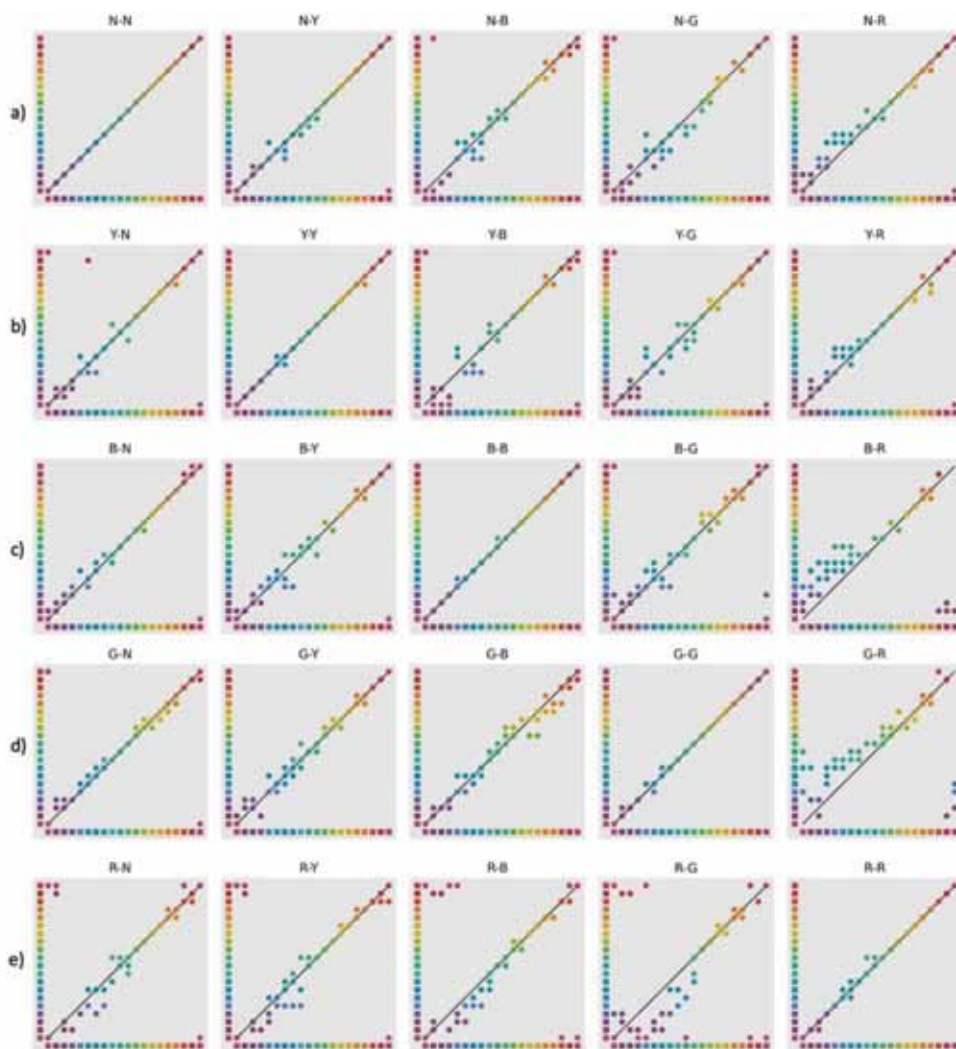 N-N N-Y N-B N-G N-R
a)
Y-N Y-Y Y-B Y-G Y-R
b)
B-N B-Y B-B B-G B-R
c)
G-N G-Y G-B G-G G-R
d)
R-N R-Y R-B R-G R-R
e)